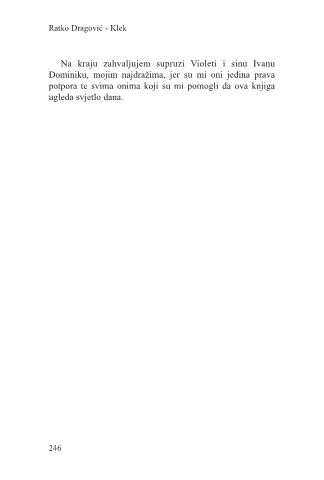 Ratko Dragović - Klek
Na kraju zahvaljujem supruzi Violeti i sinu Ivanu
Dominiku, mojim najdražima, jer su mi oni jedina prava
potpora te svima onima koji su mi pomogli da ova knjiga
ugleda svjetlo dana.
246